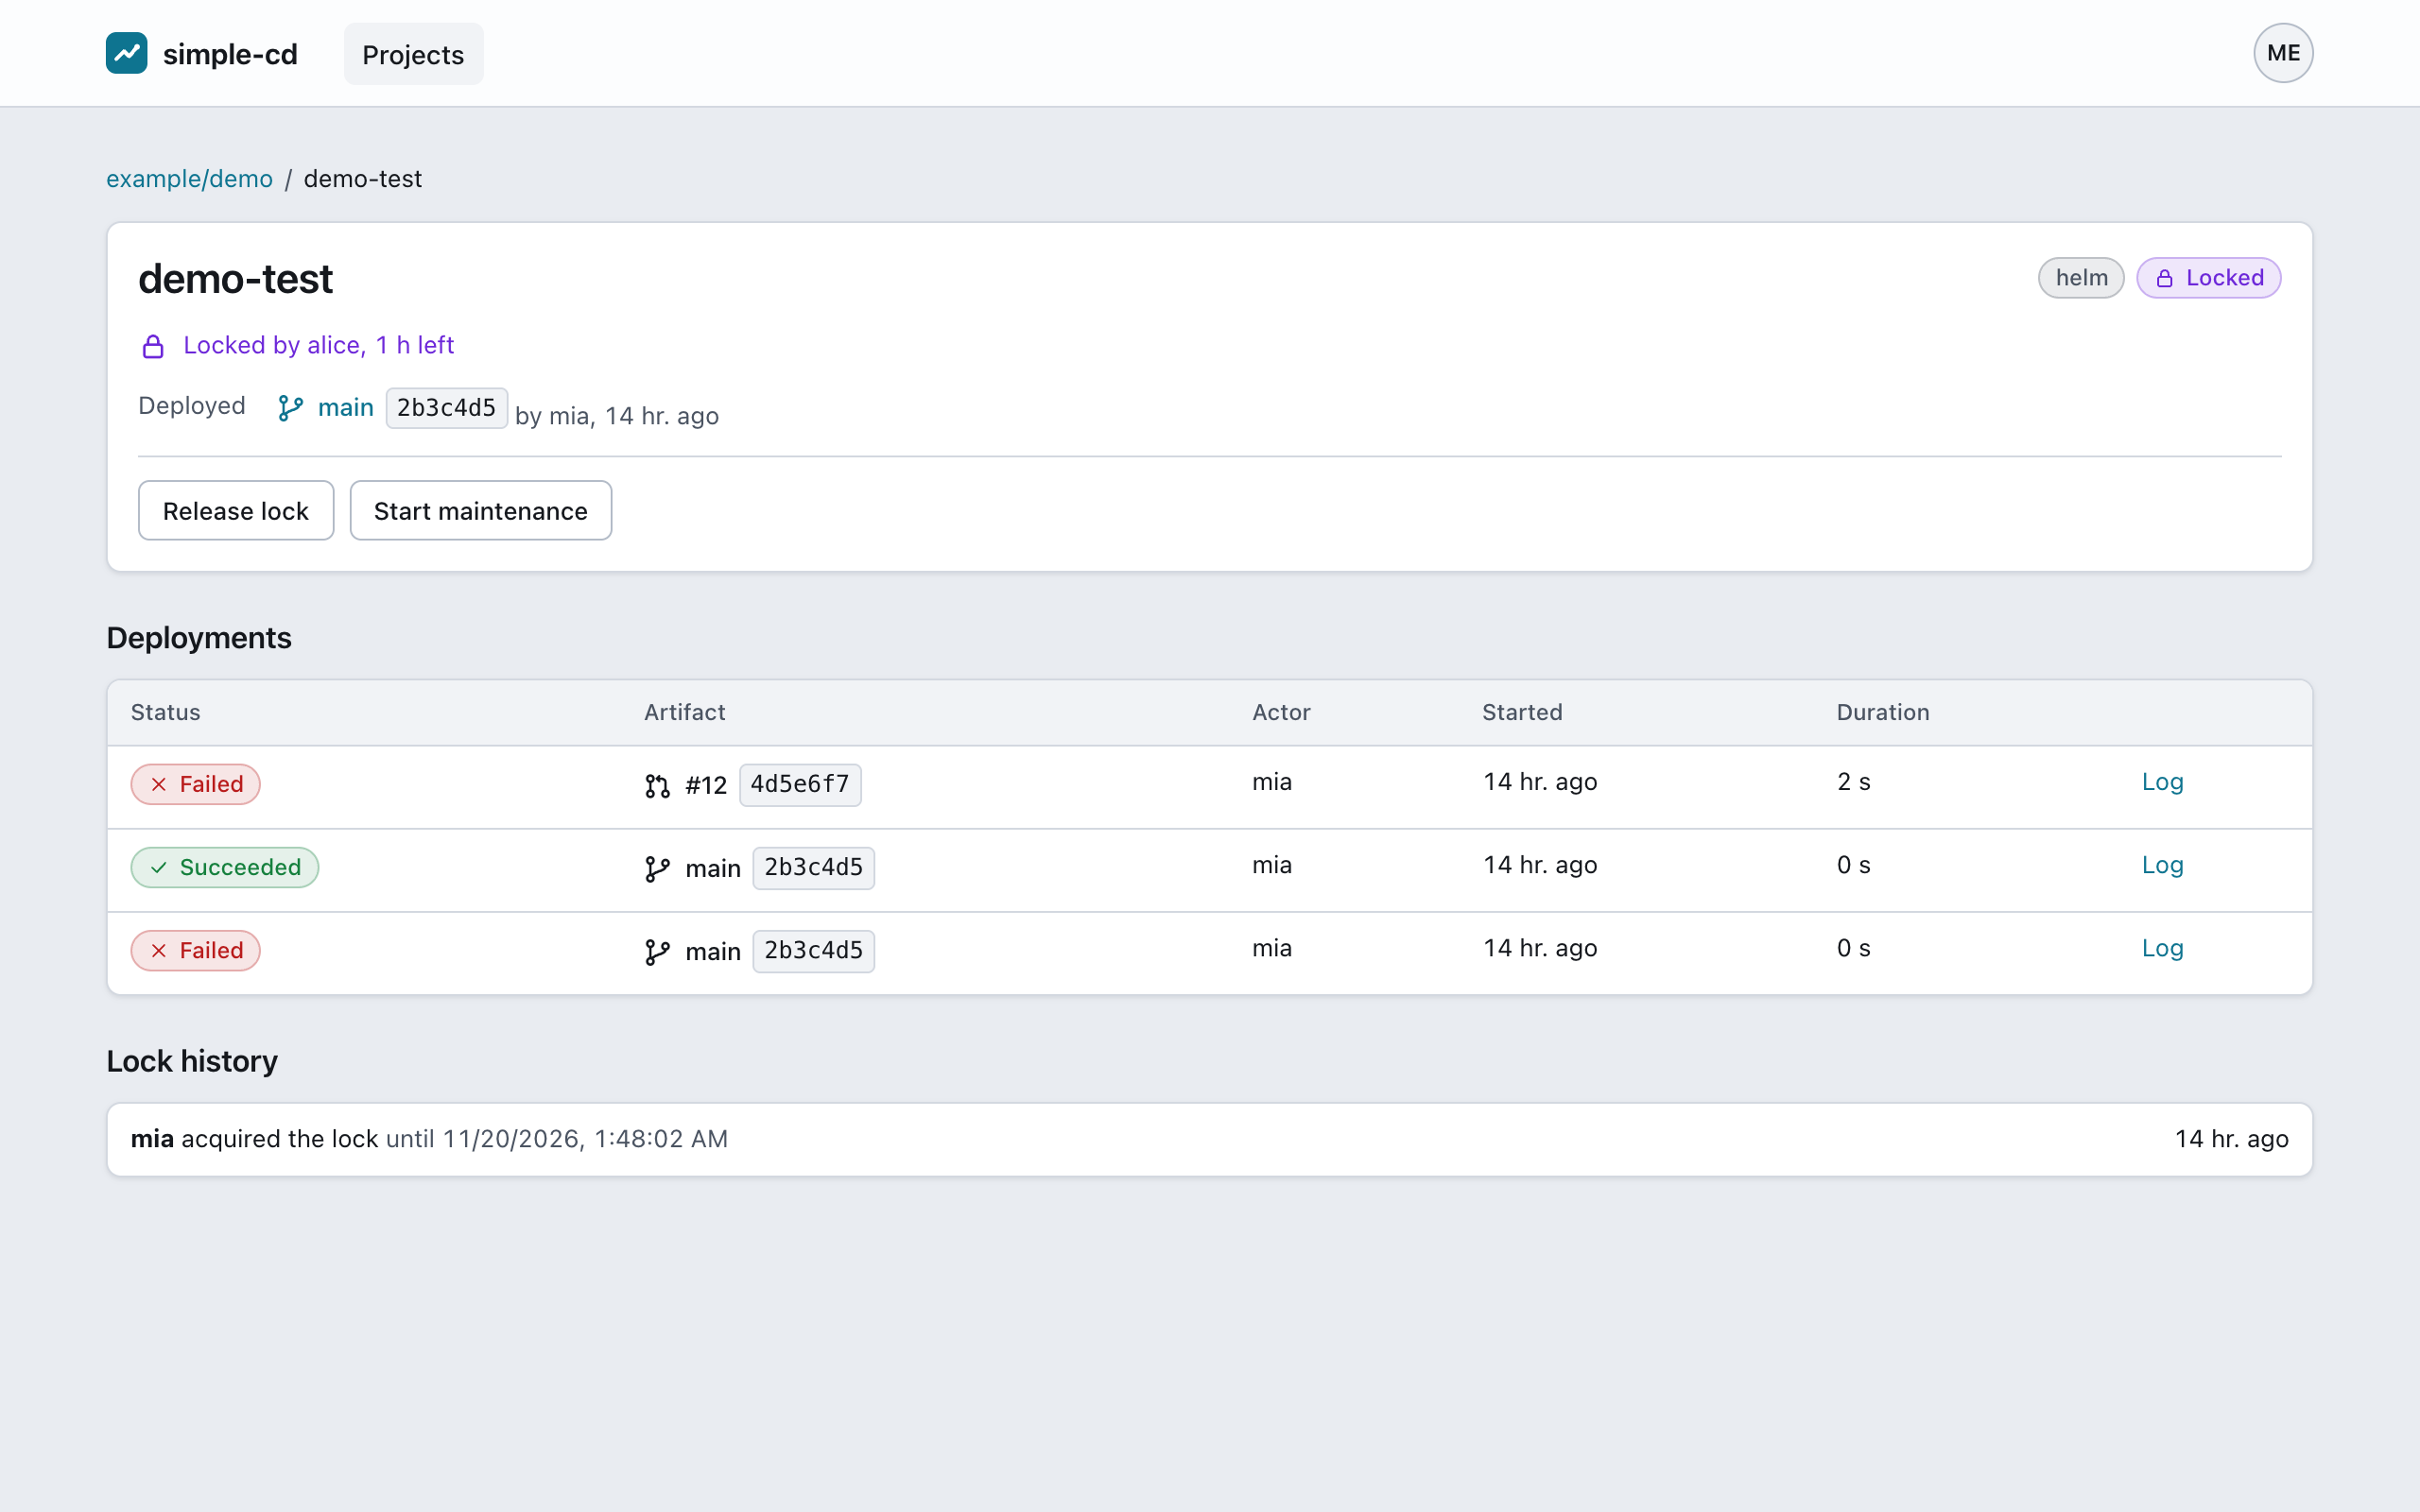 simple-cd Projects ME
example/demo / demo-test
demo-test helm Locked
Locked by alice, 1 h left
Deployed main 2b3c4d5 by mia, 14 hr. ago
Release lock Start maintenance
Deployments
Status Artifact Actor Started Duration
Failed #12 4d5e6f7 mia 14 hr. ago 2 s Log
Succeeded main 2b3c4d5 mia 14 hr. ago 0 s Log
Failed main 2b3c4d5 mia 14 hr. ago 0 s Log
Lock history
mia acquired the lock until 11/20/2026, 1:48:02 AM 14 hr. ago